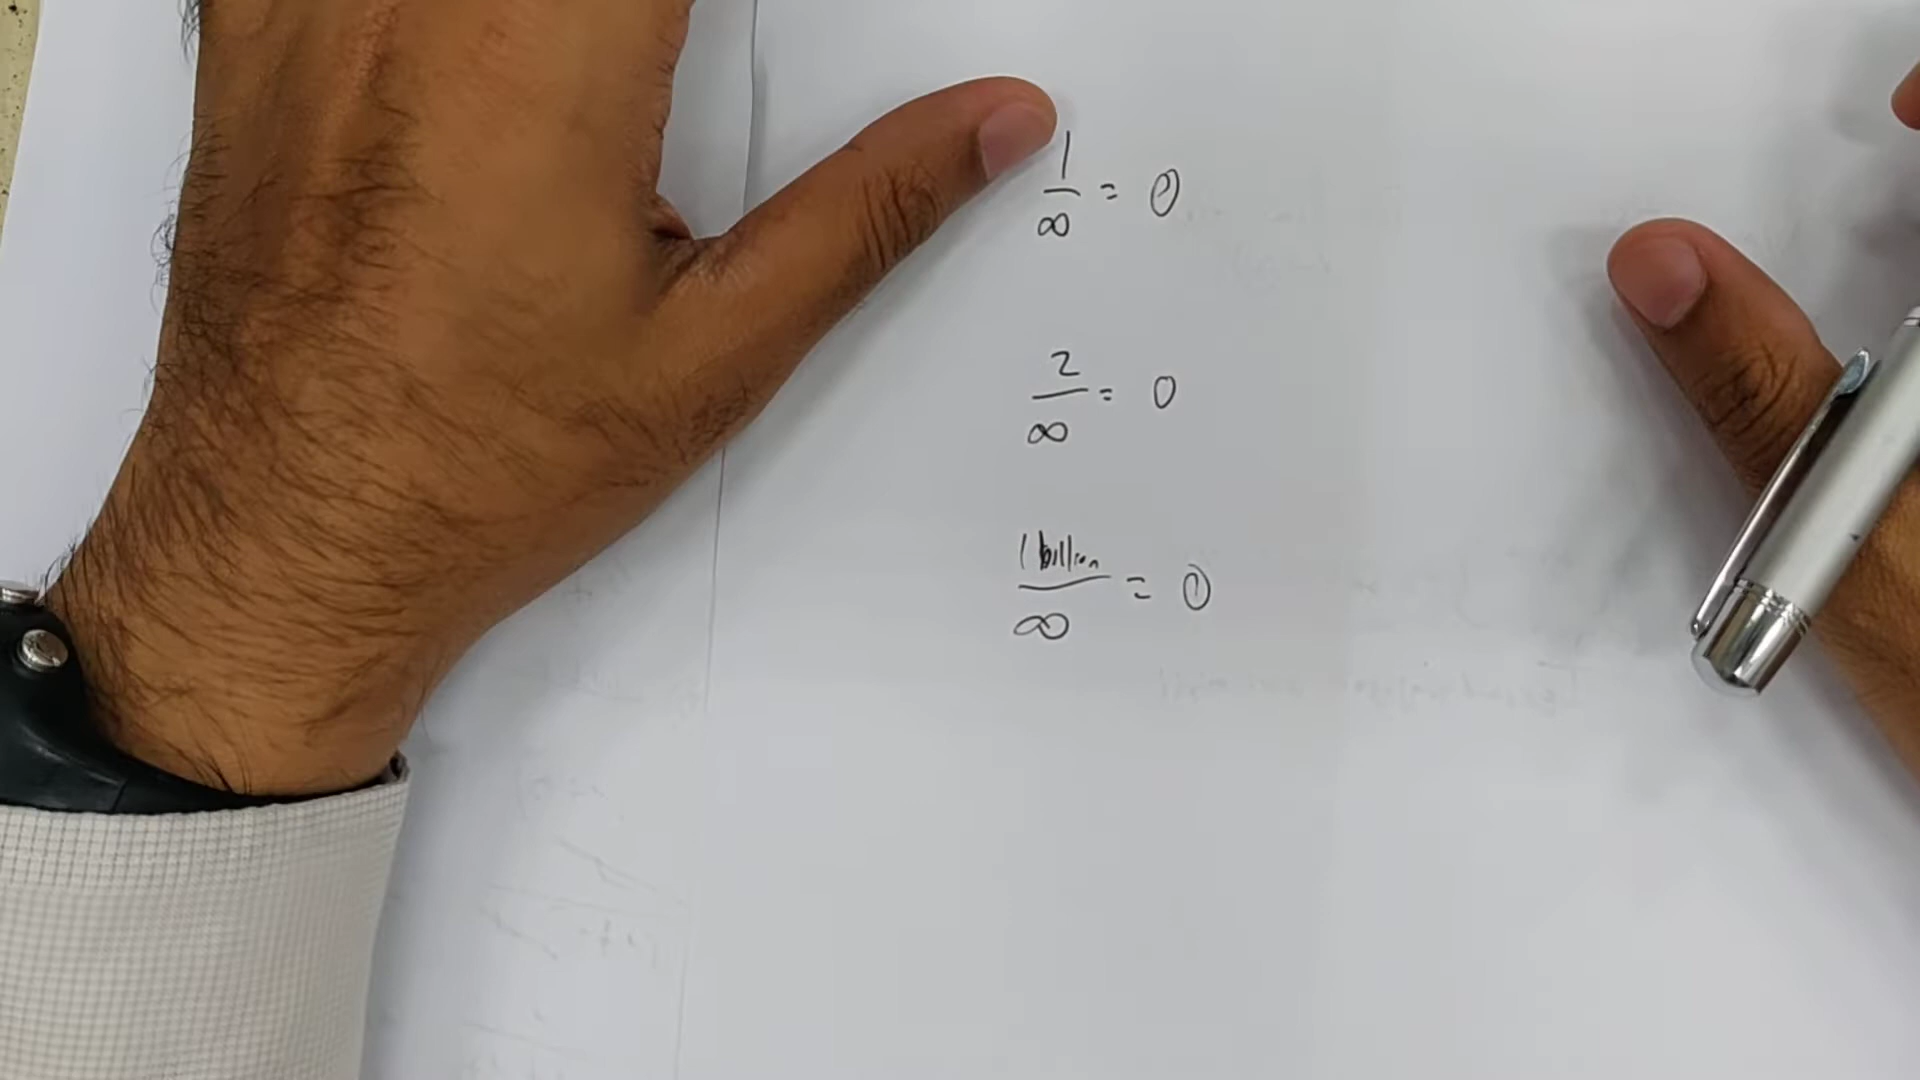 1/∞ = 0
2/∞ = 0
1 billion/∞ = 0